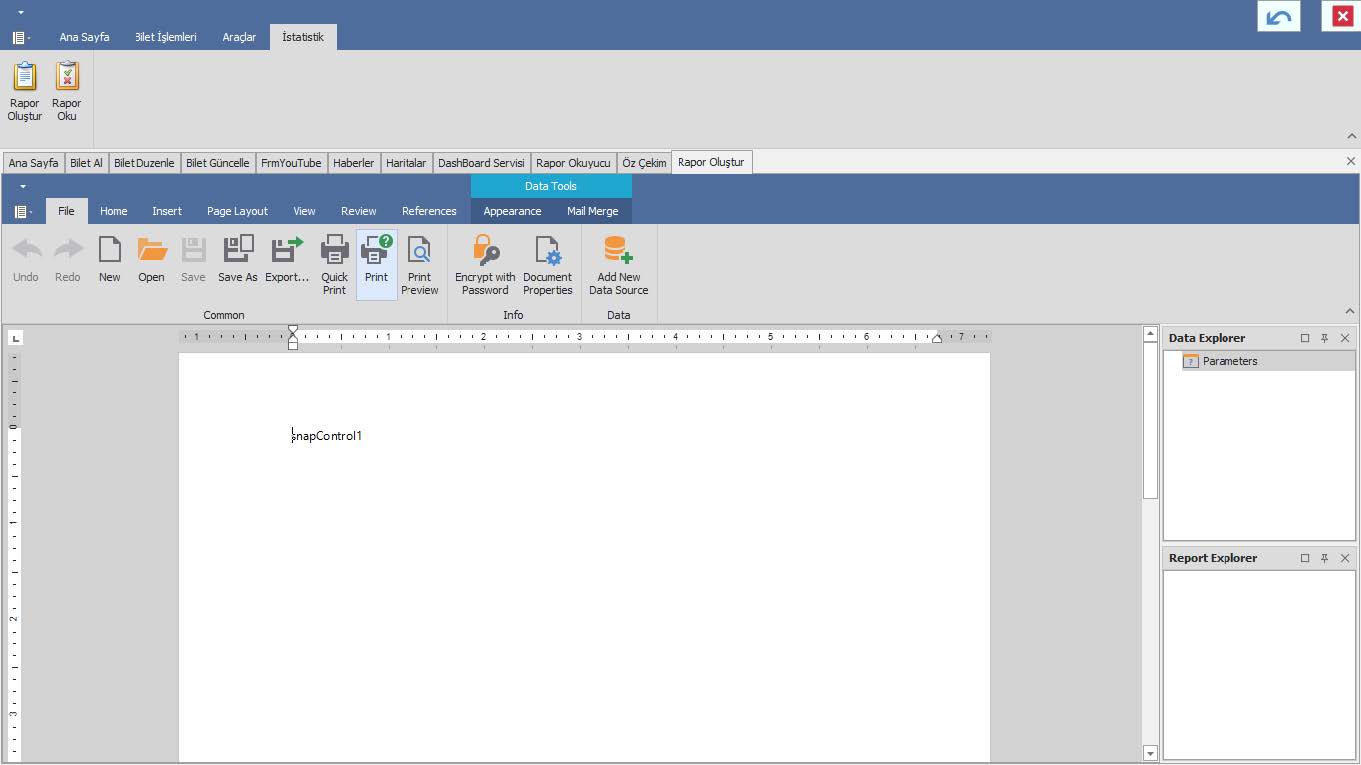 Ana Sayfa Bilet İşlemleri Araçlar İstatistik
Rapor Oluştur
Rapor Oku
Ana Sayfa Bilet Al Bilet Duzenle Bilet Güncelle FrmYouTube Haberler Haritalar DashBoard Servisi Rapor Okuyucu Öz Çekim Rapor Oluştur
Data Tools
File Home Insert Page Layout View Review References Appearance Mail Merge
Undo Redo New Open Save Save As Export... Quick Print Print Print Preview Encrypt with Password Document Properties Add New Data Source
Common Info Data
1 1 2 3 4 5 6 7
Data Explorer
? Parameters
snapControl1
Report Explorer
0
1
2
3